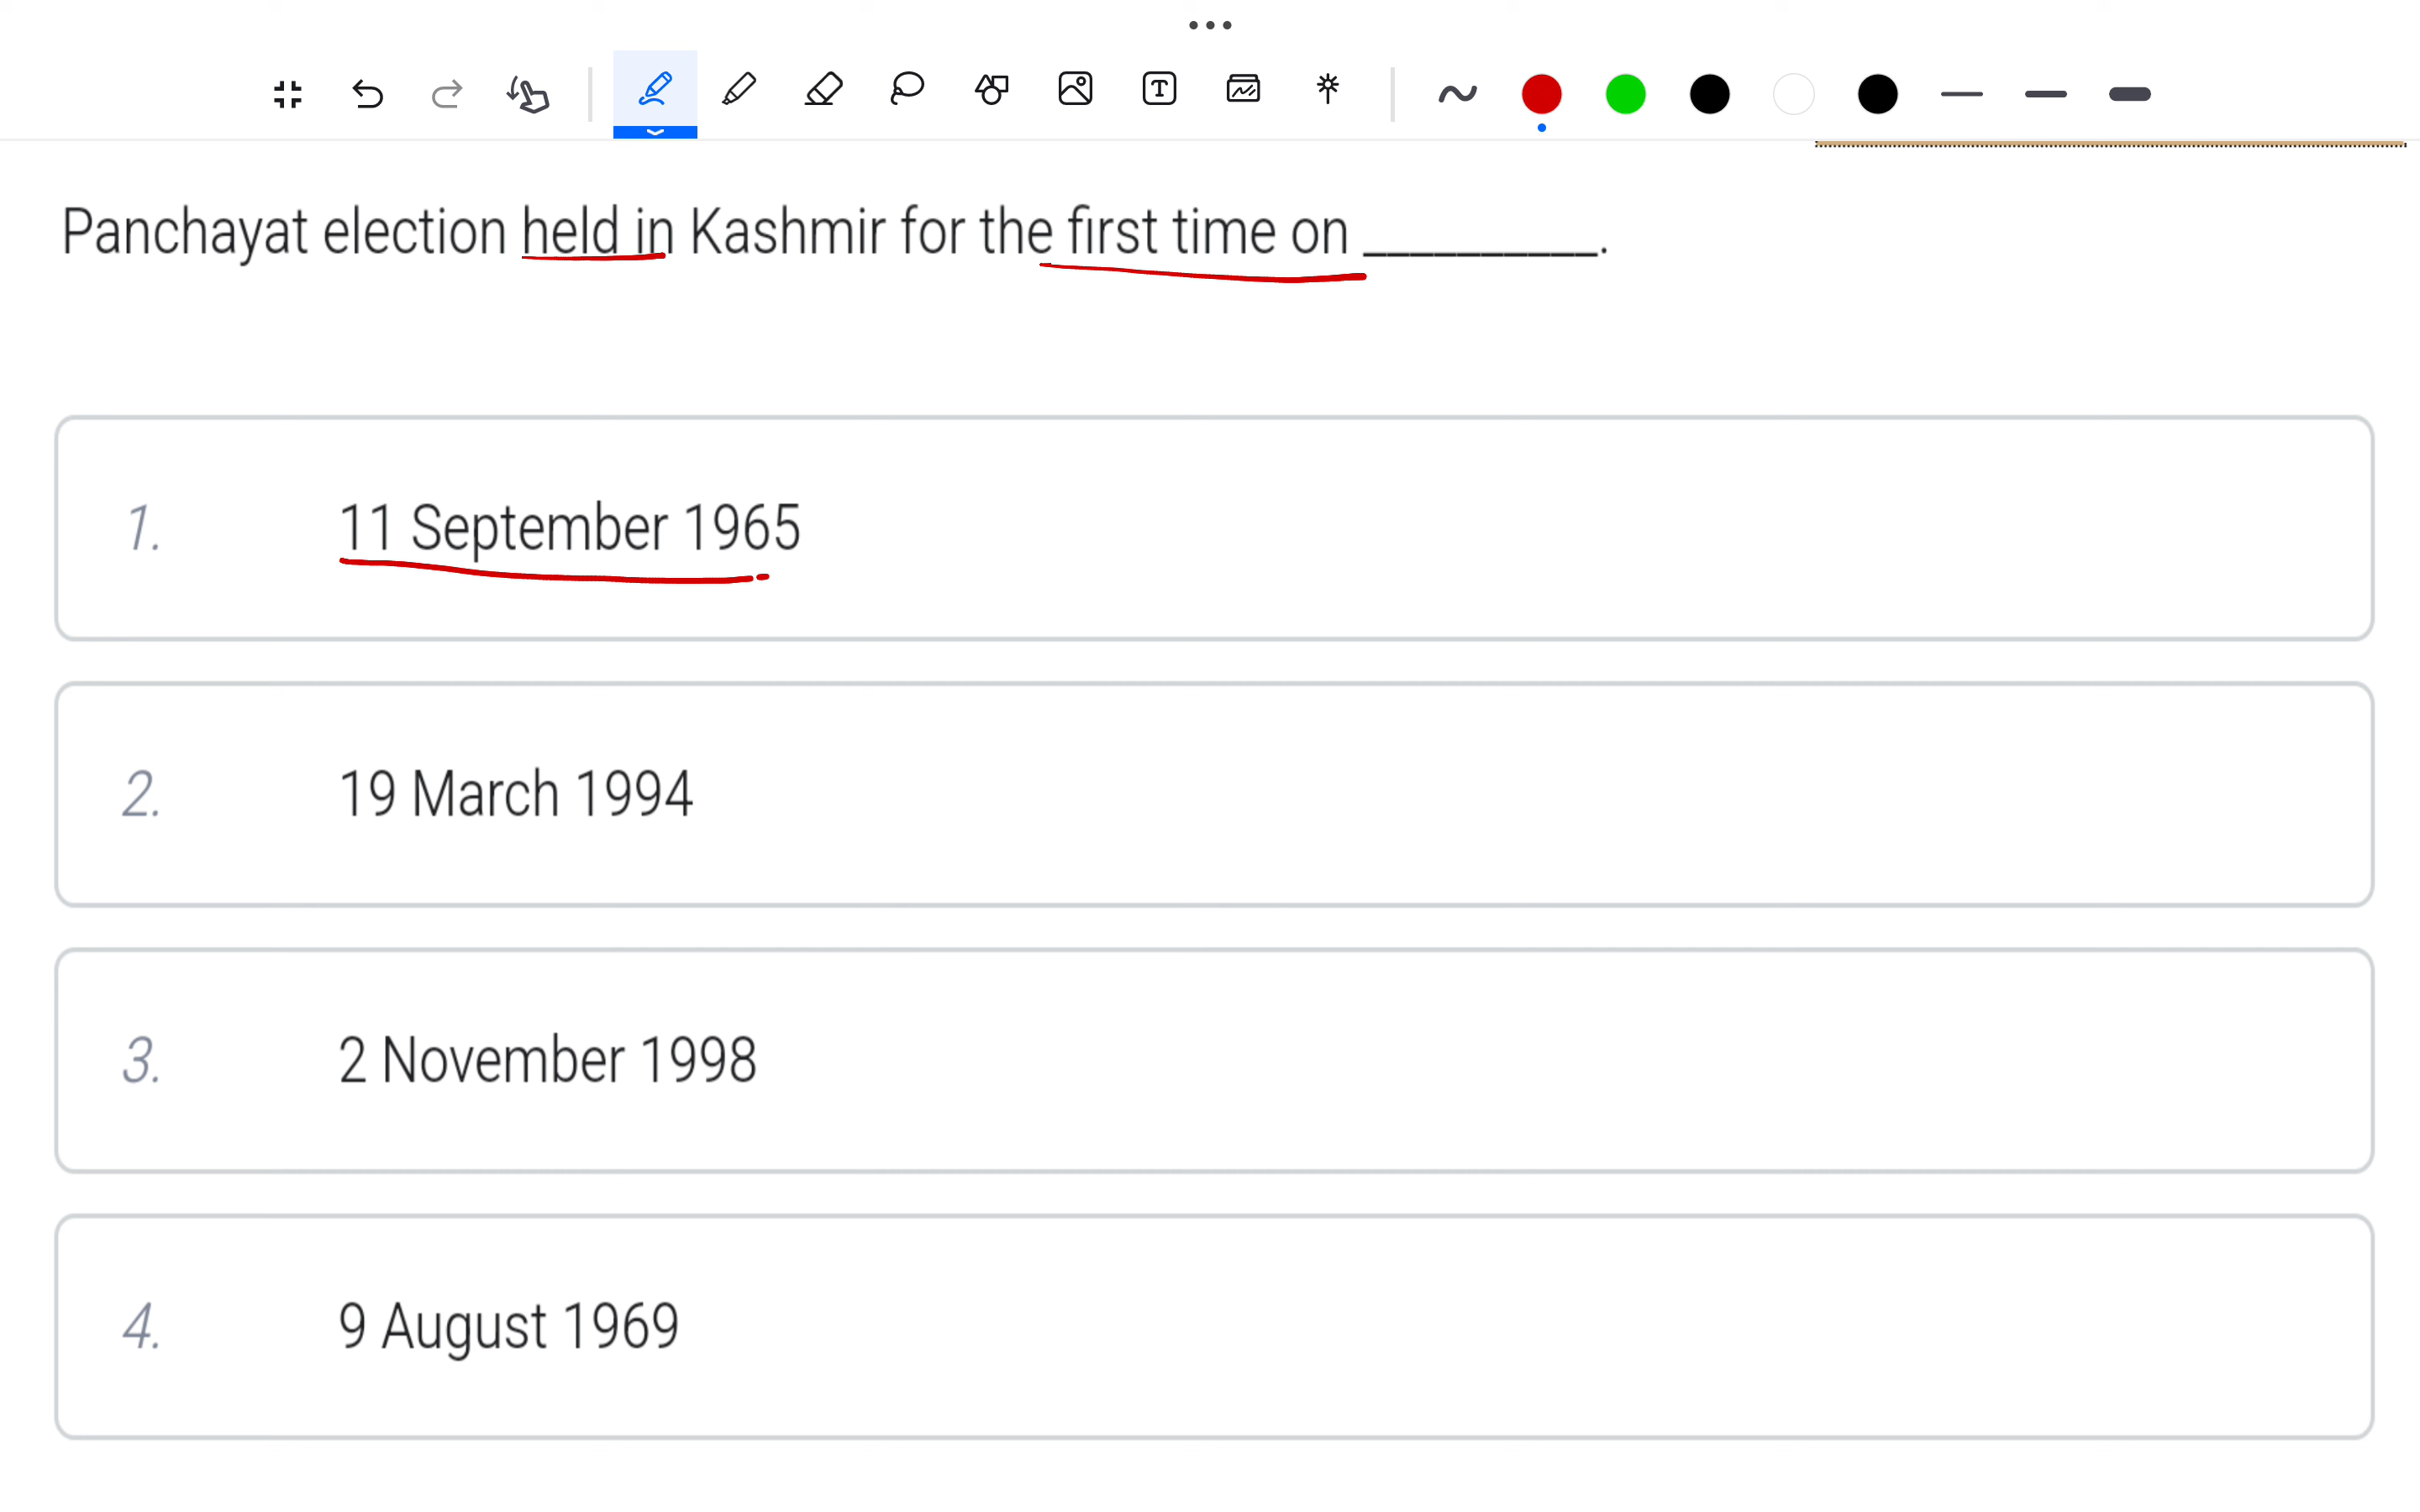 Panchayat election held in Kashmir for the first time on __________.
1. 11 September 1965
2. 19 March 1994
3. 2 November 1998
4. 9 August 1969